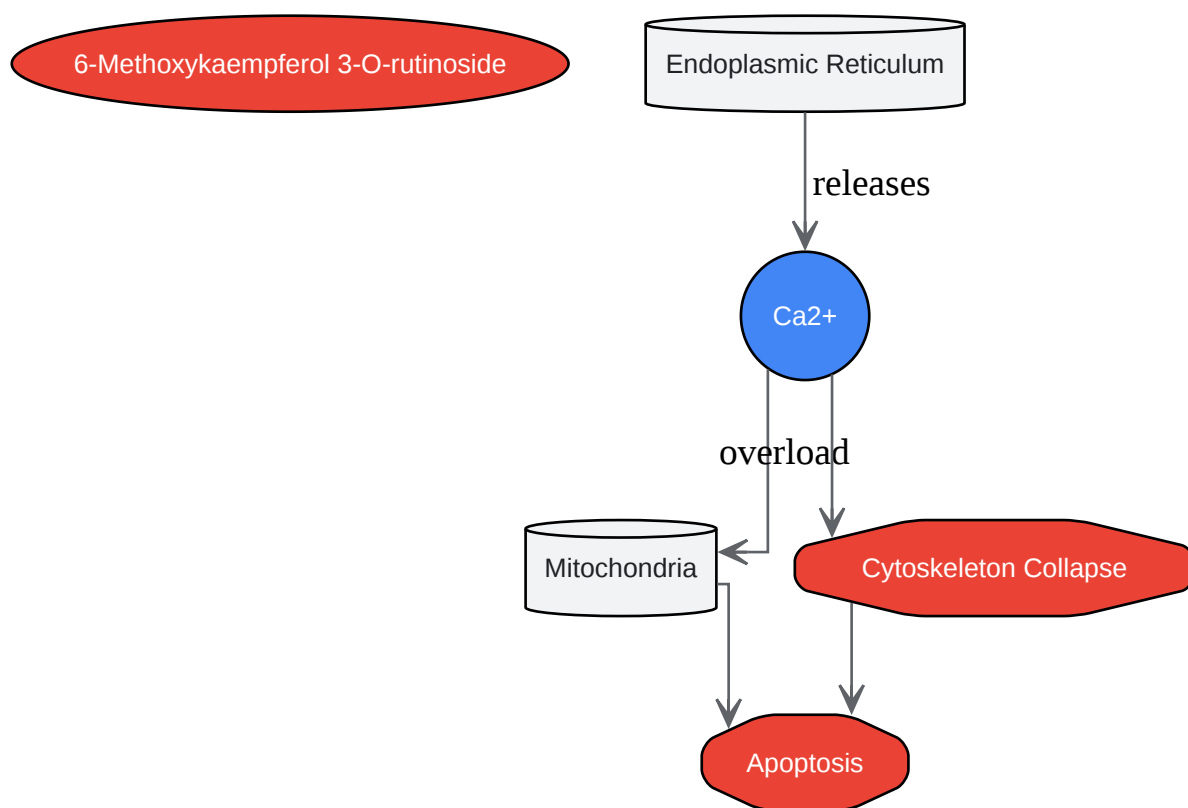 6-Methoxykaempferol 3-O-rutinoside
Endoplasmic Reticulum
releases
Ca2+
overload
Mitochondria
Cytoskeleton Collapse
Apoptosis